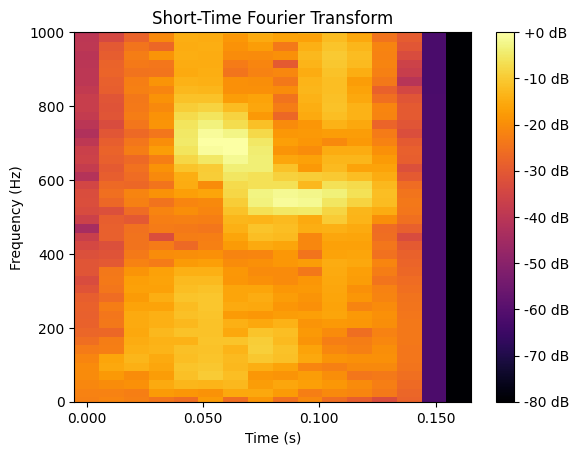 Short-Time Fourier Transform
1000
800
600
400
200
0
Frequency (Hz)
0.000
0.050
0.100
0.150
Time (s)
+0 dB
-10 dB
-20 dB
-30 dB
-40 dB
-50 dB
-60 dB
-70 dB
-80 dB